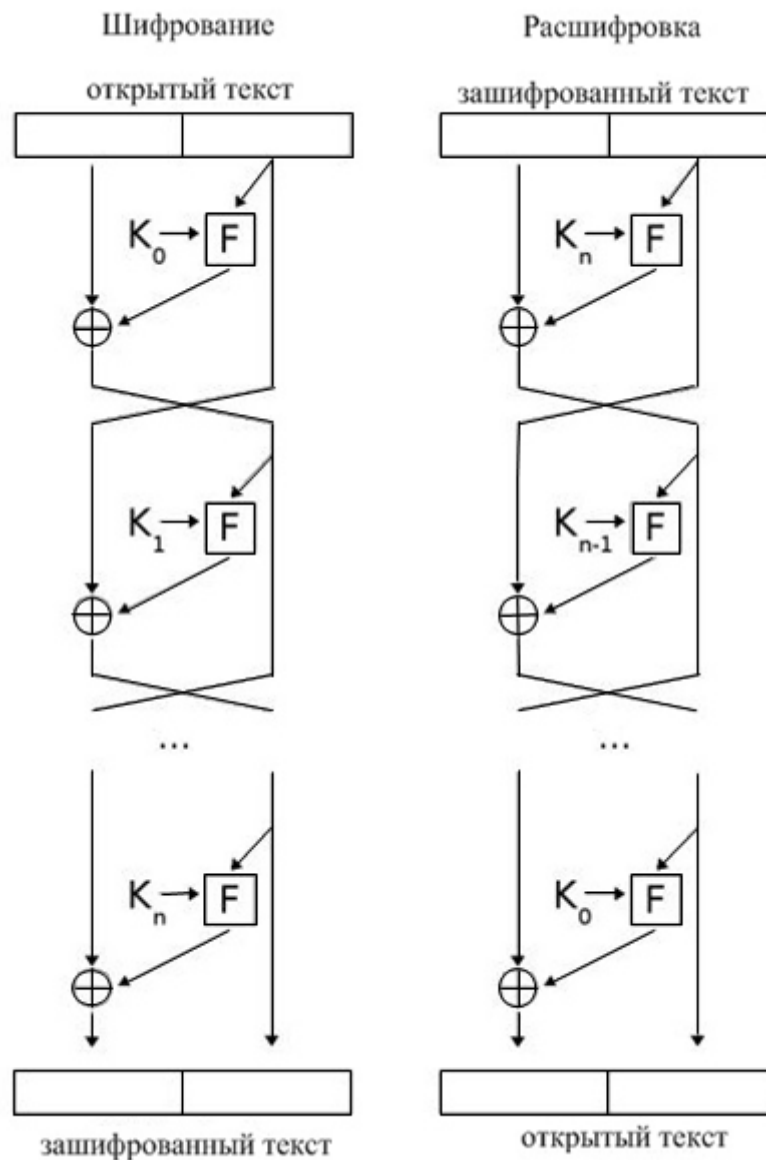 Шифрование
открытый текст
K0
F
K1
F
...
Kn
F
зашифрованный текст
Расшифровка
зашифрованный текст
Kn
F
Kn-1
F
...
K0
F
открытый текст